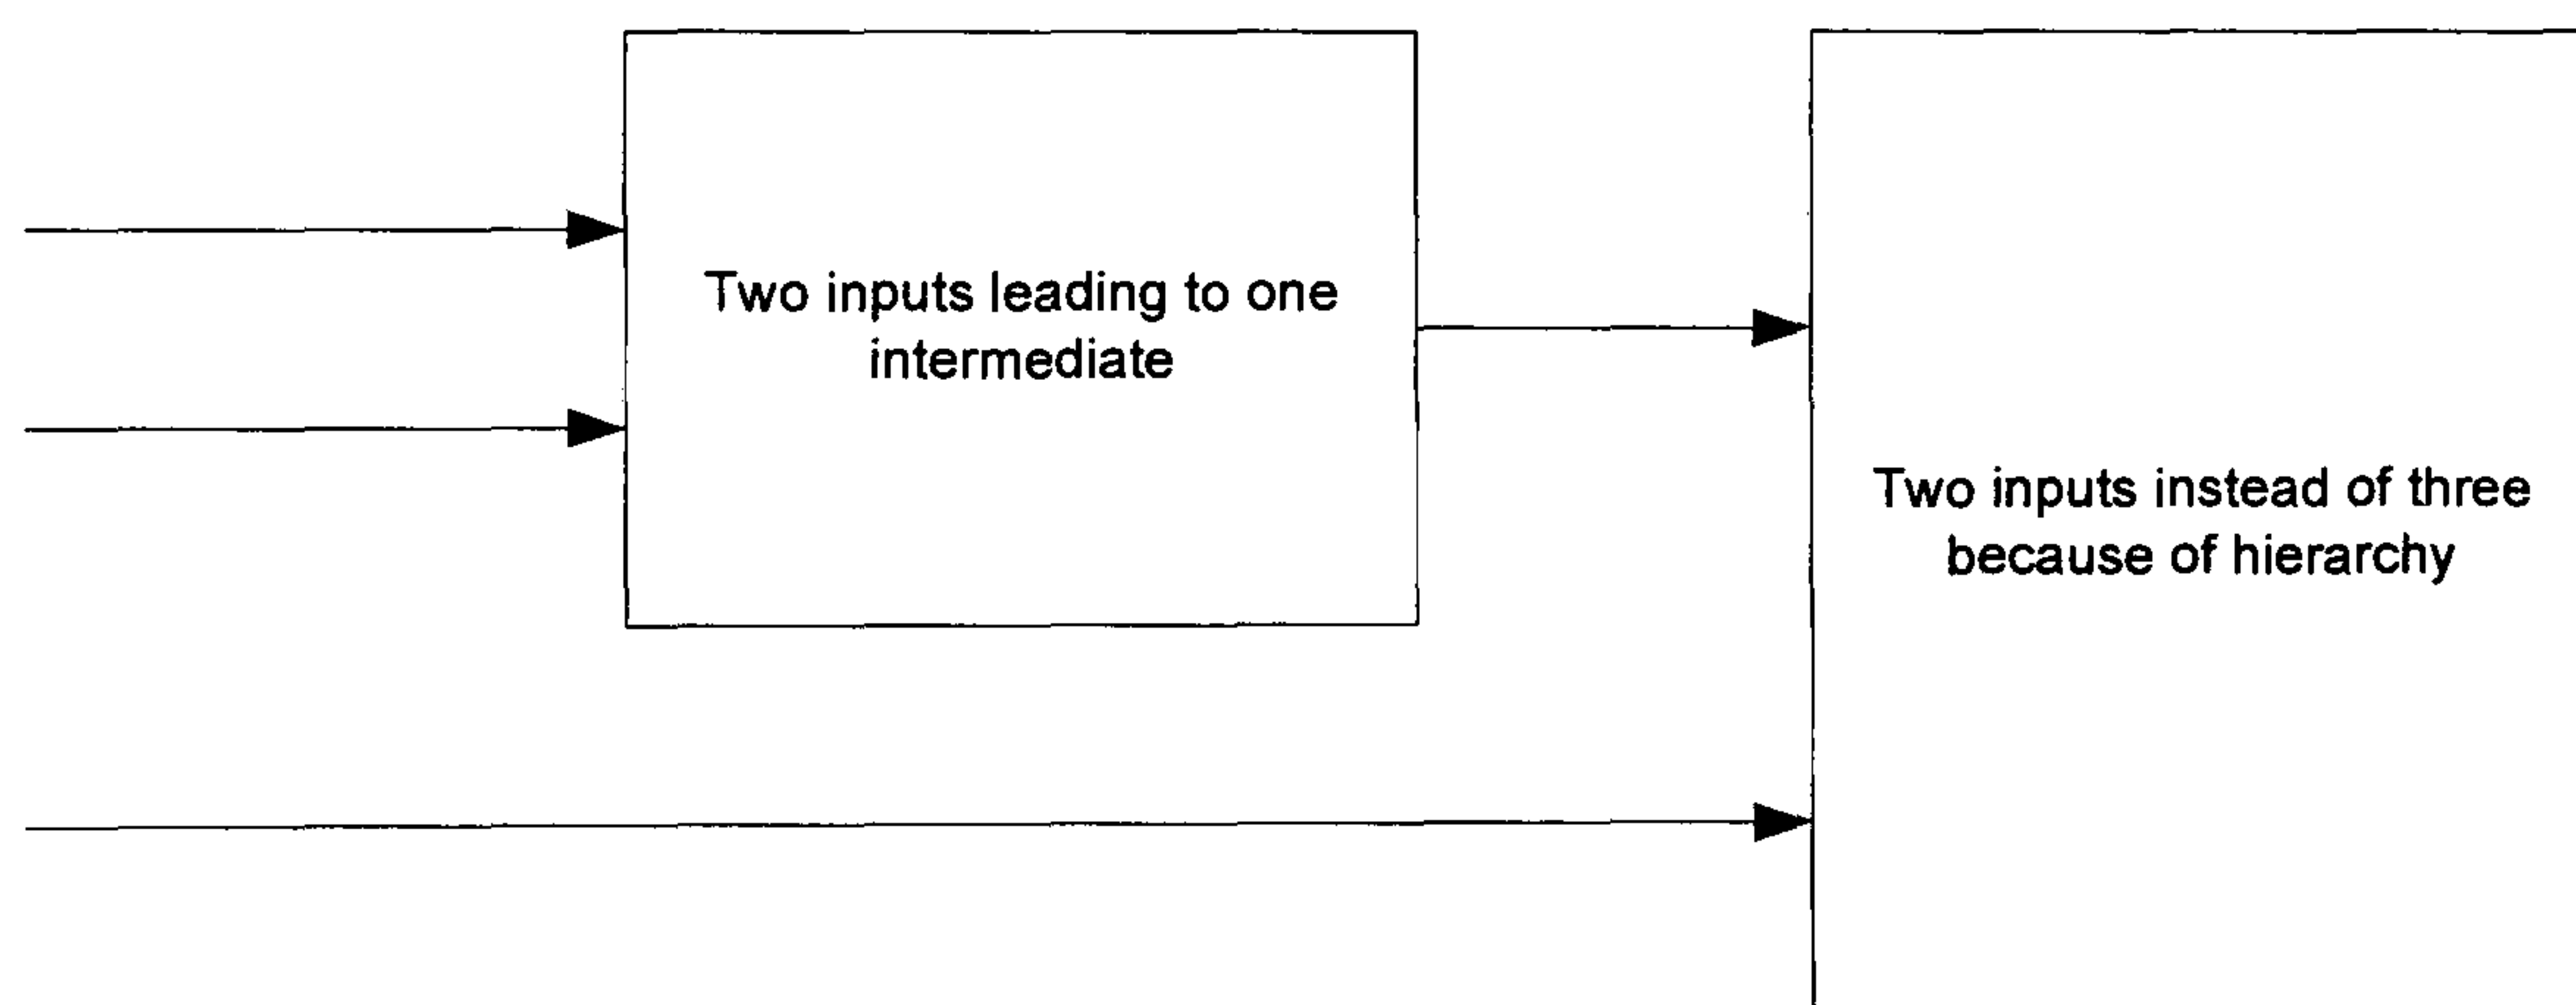 Two inputs leading to one
intermediate
Two inputs instead of three
because of hierarchy